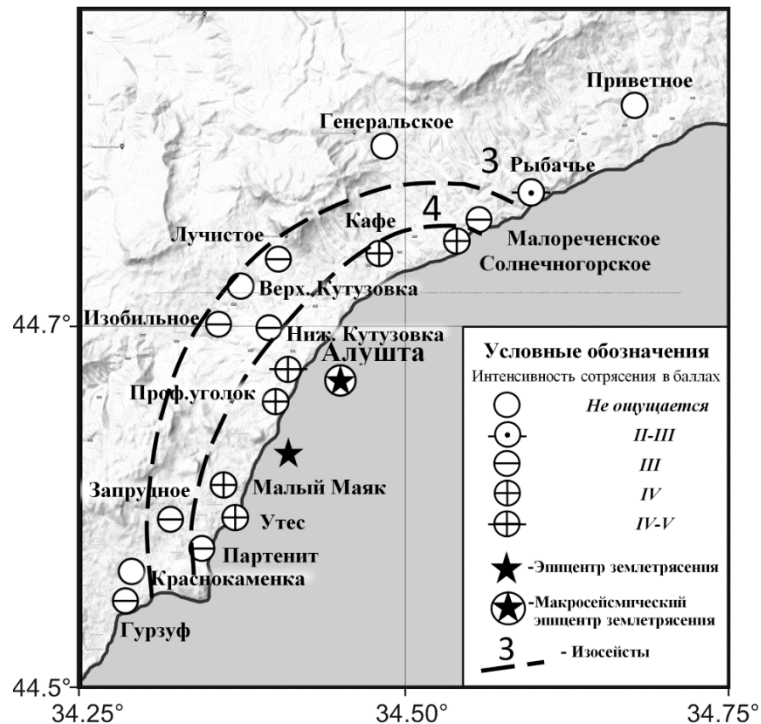 Приветное
Генеральское
3
Рыбачье
Кафе
4
Лучистое
Малореченское
Солнечногорское
Верх. Кутузовка
Изобильное
44.7°
Ниж. Кутузовка
Алушта
Проф.уголок
Запрудное
Малый Маяк
Утес
Партенит
Краснокаменка
Гурзуф
Условные обозначения
Интенсивность сотрясения в баллах
Не ощущается
II-III
III
IV
IV-V
-Эпицентр землетрясения
-Макросейсмический
эпицентр землетрясения
3 - Изосейсты
44.5°
34.25° 34.50° 34.75°